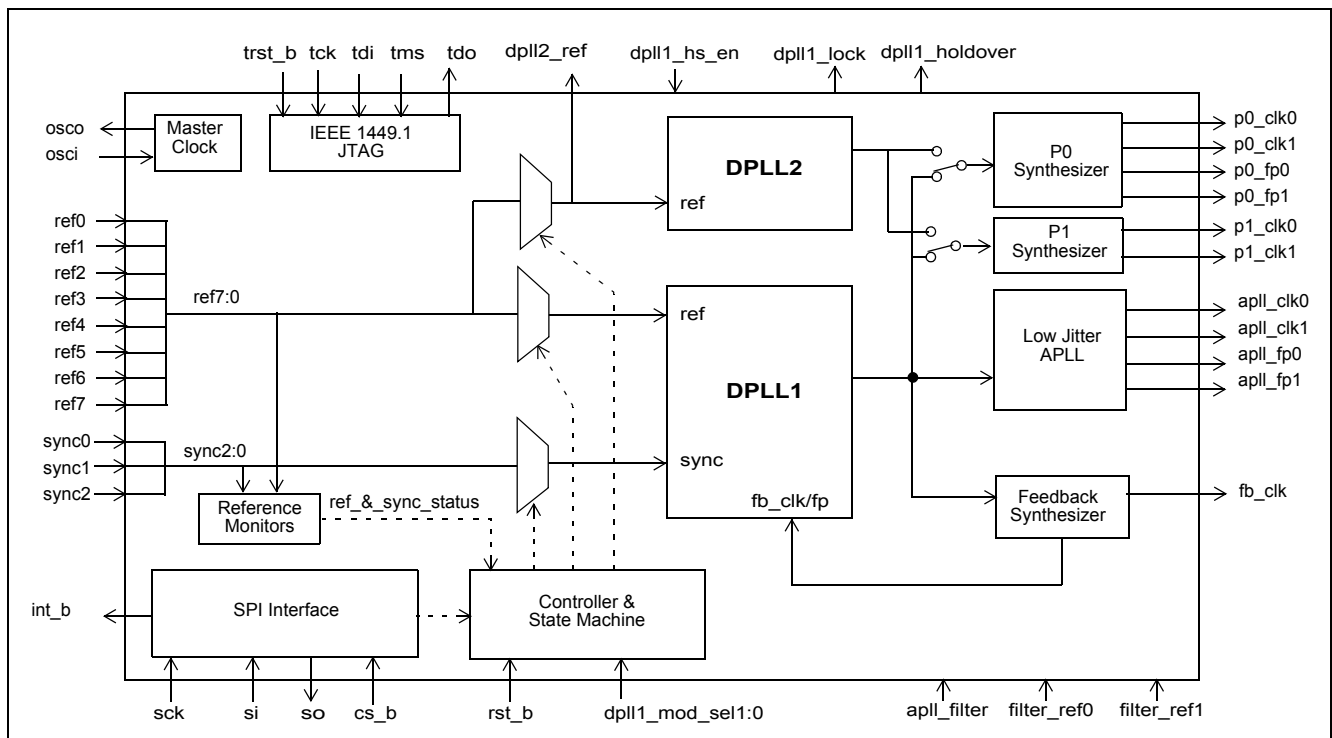 trst_b tck tdi tms tdo dpll2_ref dpll1_hs_en dpll1_lock dpll1_holdover
osco
osci
Master
Clock
IEEE 1449.1
JTAG
DPLL2
ref
P0
Synthesizer
p0_clk0
p0_clk1
p0_fp0
p0_fp1
P1
Synthesizer
p1_clk0
p1_clk1
ref0
ref1
ref2
ref3
ref4
ref5
ref6
ref7
ref7:0
ref
DPLL1
sync
fb_clk/fp
Low Jitter
APLL
apll_clk0
apll_clk1
apll_fp0
apll_fp1
sync0
sync1
sync2
sync2:0
Reference
Monitors
ref_&_sync_status
Feedback
Synthesizer
fb_clk
int_b
SPI Interface
Controller &
State Machine
sck si so cs_b rst_b dpll1_mod_sel1:0 apll_filter filter_ref0 filter_ref1